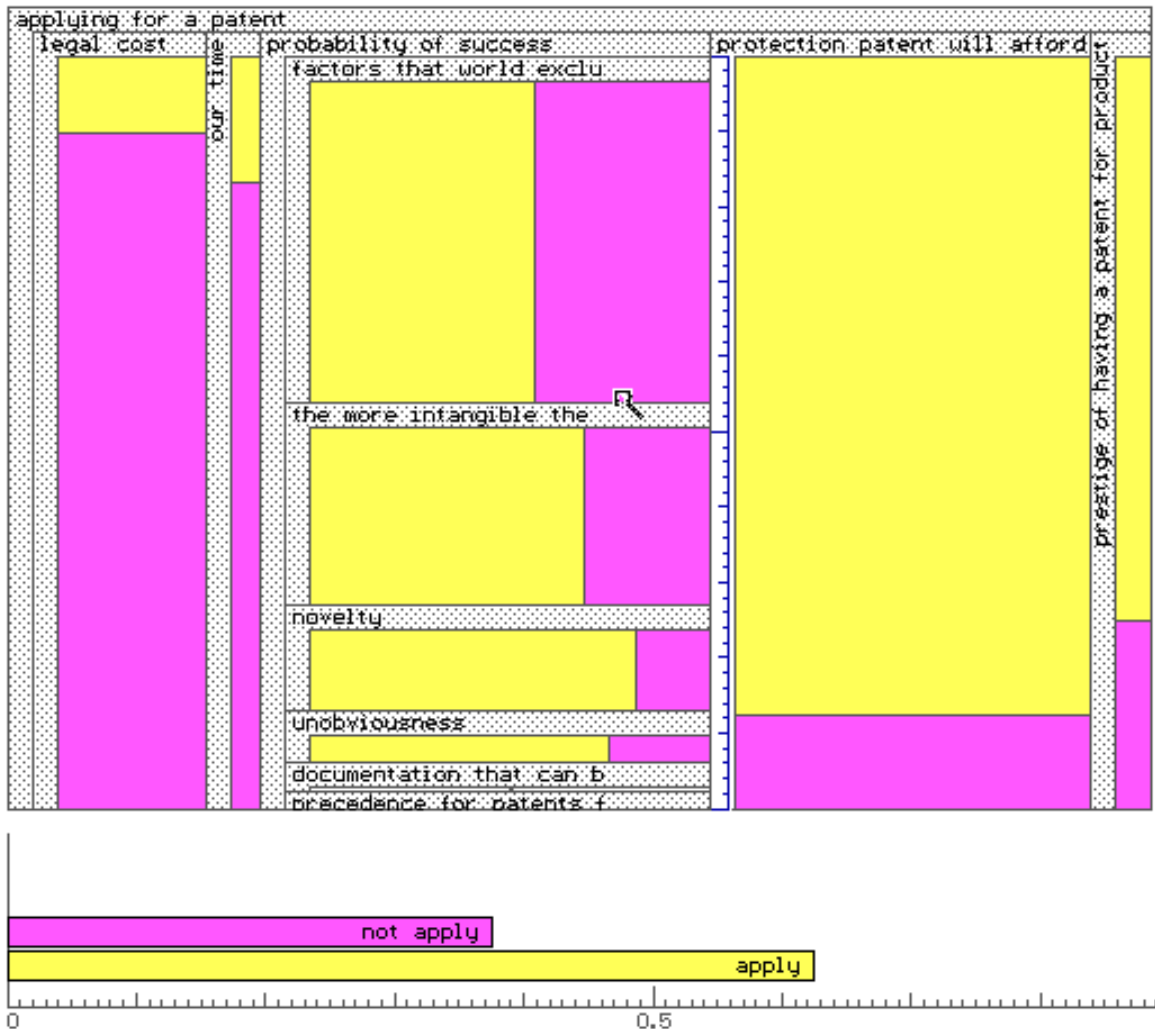 applying for a patent
legal cost
our time
probability of success
factors that world exclu
the more intangible the
novelty
unobviousness
documentation that can b
precedence for patents f
protection patent will afford
prestige of having a patent for product
not apply
apply
0
0.5